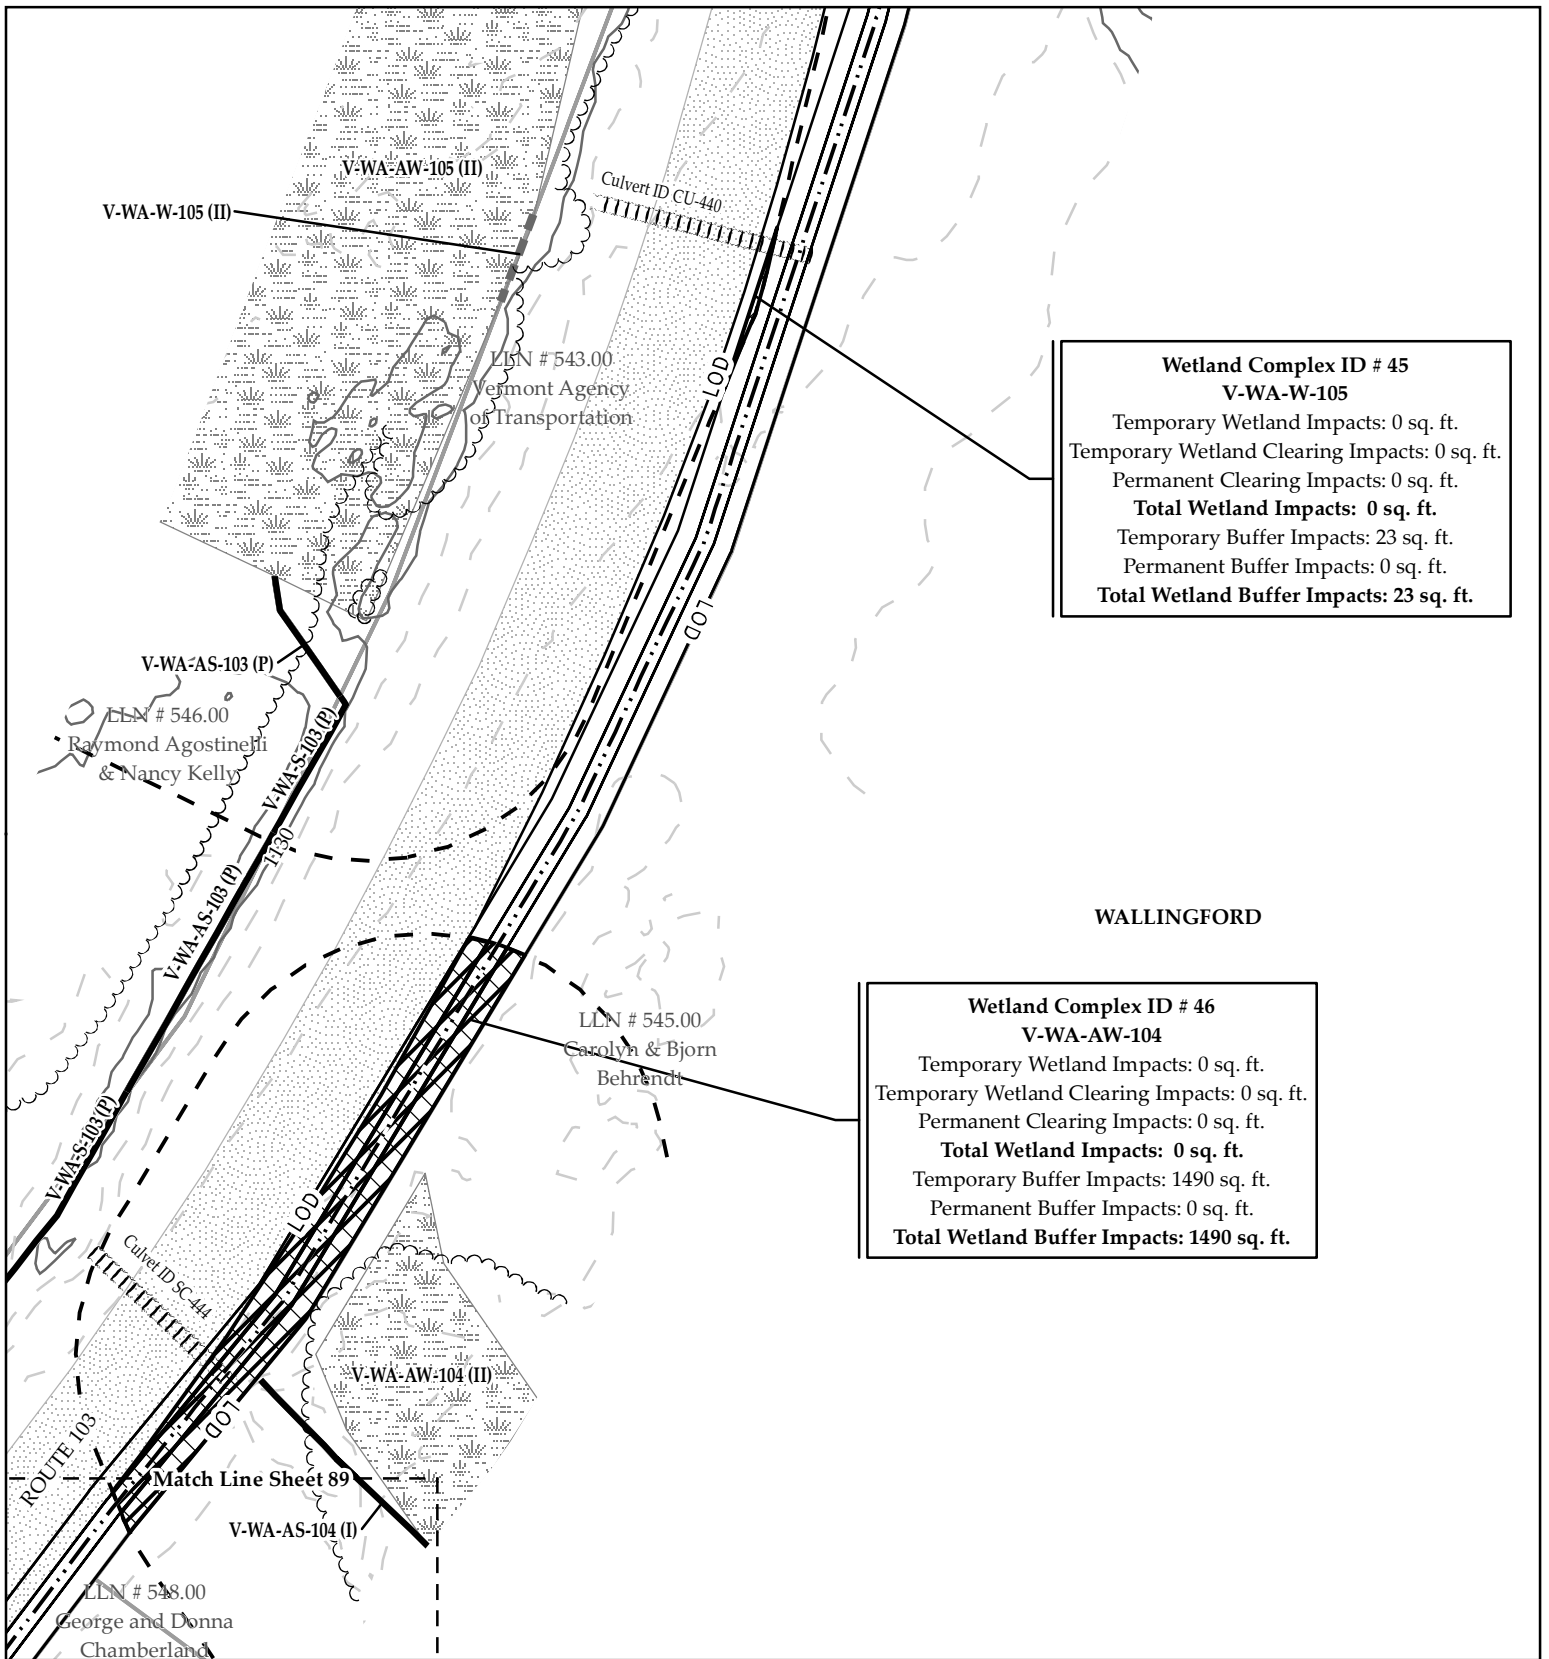 V-WA-AW-105 (II)
V-WA-W-105 (II)
Culvert ID CU-440
LLN # 543.00
Vermont Agency
of Transportation
LOD
Wetland Complex ID # 45
V-WA-W-105
Temporary Wetland Impacts: 0 sq. ft.
Temporary Wetland Clearing Impacts: 0 sq. ft.
Permanent Clearing Impacts: 0 sq. ft.
Total Wetland Impacts: 0 sq. ft.
Temporary Buffer Impacts: 23 sq. ft.
Permanent Buffer Impacts: 0 sq. ft.
Total Wetland Buffer Impacts: 23 sq. ft.
LOD
V-WA-AS-103 (P)
LLN # 546.00
Raymond Agostinelli
& Nancy Kelly
V-WA-S-103 (P)
1130
V-WA-AS-103 (P)
WALLINGFORD
LLN # 545.00
Carolyn & Bjorn
Behrendt
Wetland Complex ID # 46
V-WA-AW-104
Temporary Wetland Impacts: 0 sq. ft.
Temporary Wetland Clearing Impacts: 0 sq. ft.
Permanent Clearing Impacts: 0 sq. ft.
Total Wetland Impacts: 0 sq. ft.
Temporary Buffer Impacts: 1490 sq. ft.
Permanent Buffer Impacts: 0 sq. ft.
Total Wetland Buffer Impacts: 1490 sq. ft.
V-WA-S-103 (P)
LOD
Culvet ID SC-444
V-WA-AW-104 (II)
LOD
ROUTE 103
Match Line Sheet 89
V-WA-AS-104 (I)
LLN # 548.00
George and Donna
Chamberland